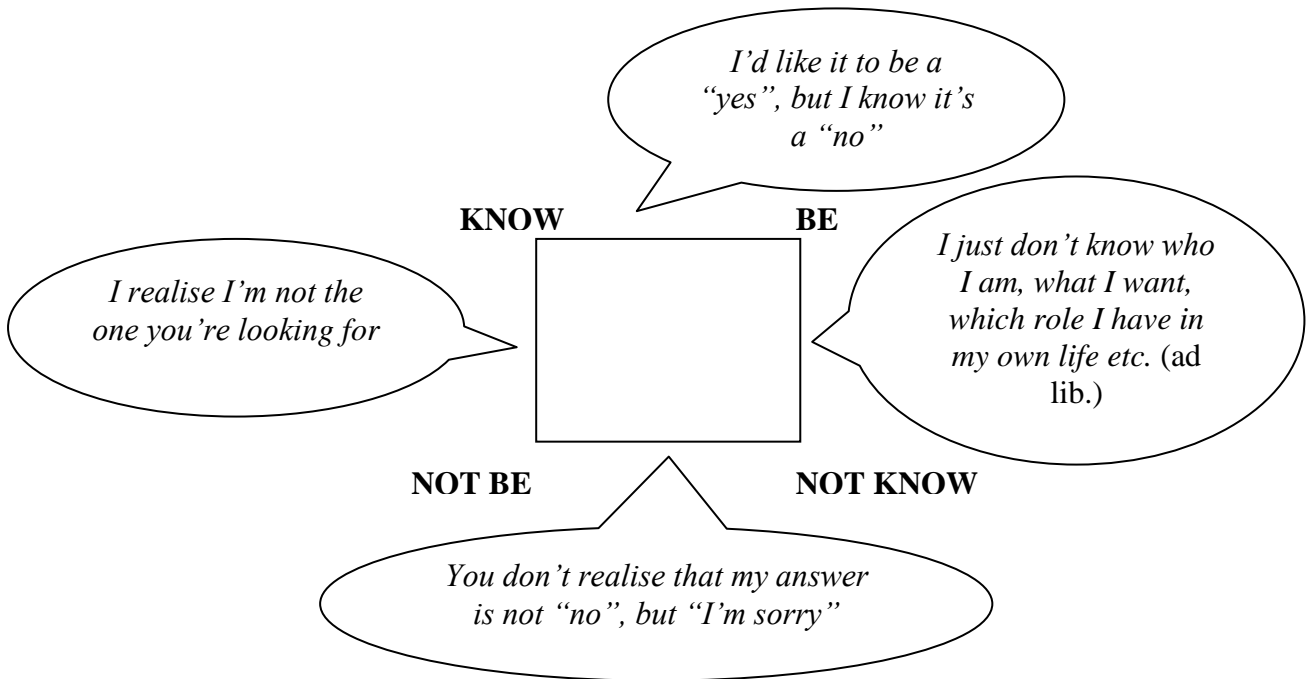 I’d like it to be a
“yes”, but I know it’s
a “no”
KNOW
BE
I just don’t know who
I am, what I want,
which role I have in
my own life etc. (ad
lib.)
I realise I’m not the
one you’re looking for
NOT BE
NOT KNOW
You don’t realise that my answer
is not “no”, but “I’m sorry”